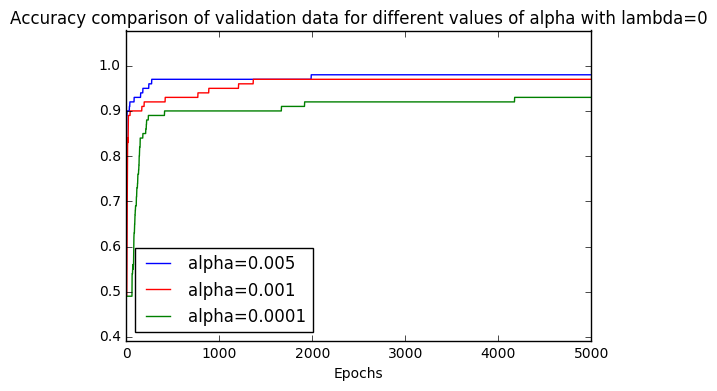 Accuracy comparison of validation data for different values of alpha with lambda=0
1.0
0.9
0.8
0.7
0.6
0.5
0.4
alpha=0.005
alpha=0.001
alpha=0.0001
0 1000 2000 3000 4000 5000
Epochs